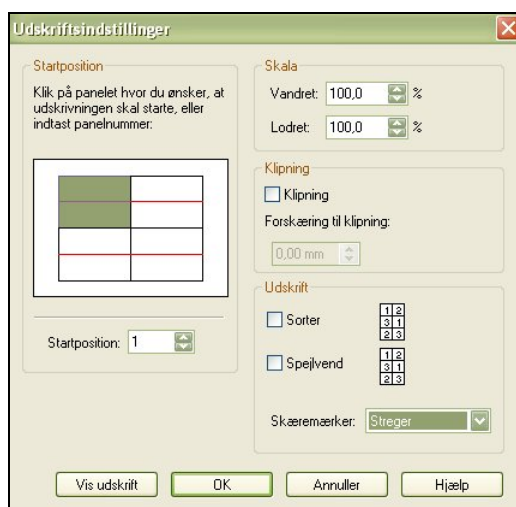 Udskriftsindstillinger
Startposition
Klik på panelet hvor du ønsker, at
udskrivningen skal starte, eller
indtast panelnummer:
Startposition: 1
Skala
Vandret: 100,0 %
Lodret: 100,0 %
Klipning
Klipning
Forskæring til klipning:
0,00 mm
Udskrift
Sorter
1 2
3 1
2 3
Spejlvend
1 2
3 1
2 3
Skæremærker: Streger
Vis udskrift OK Annuller Hjælp